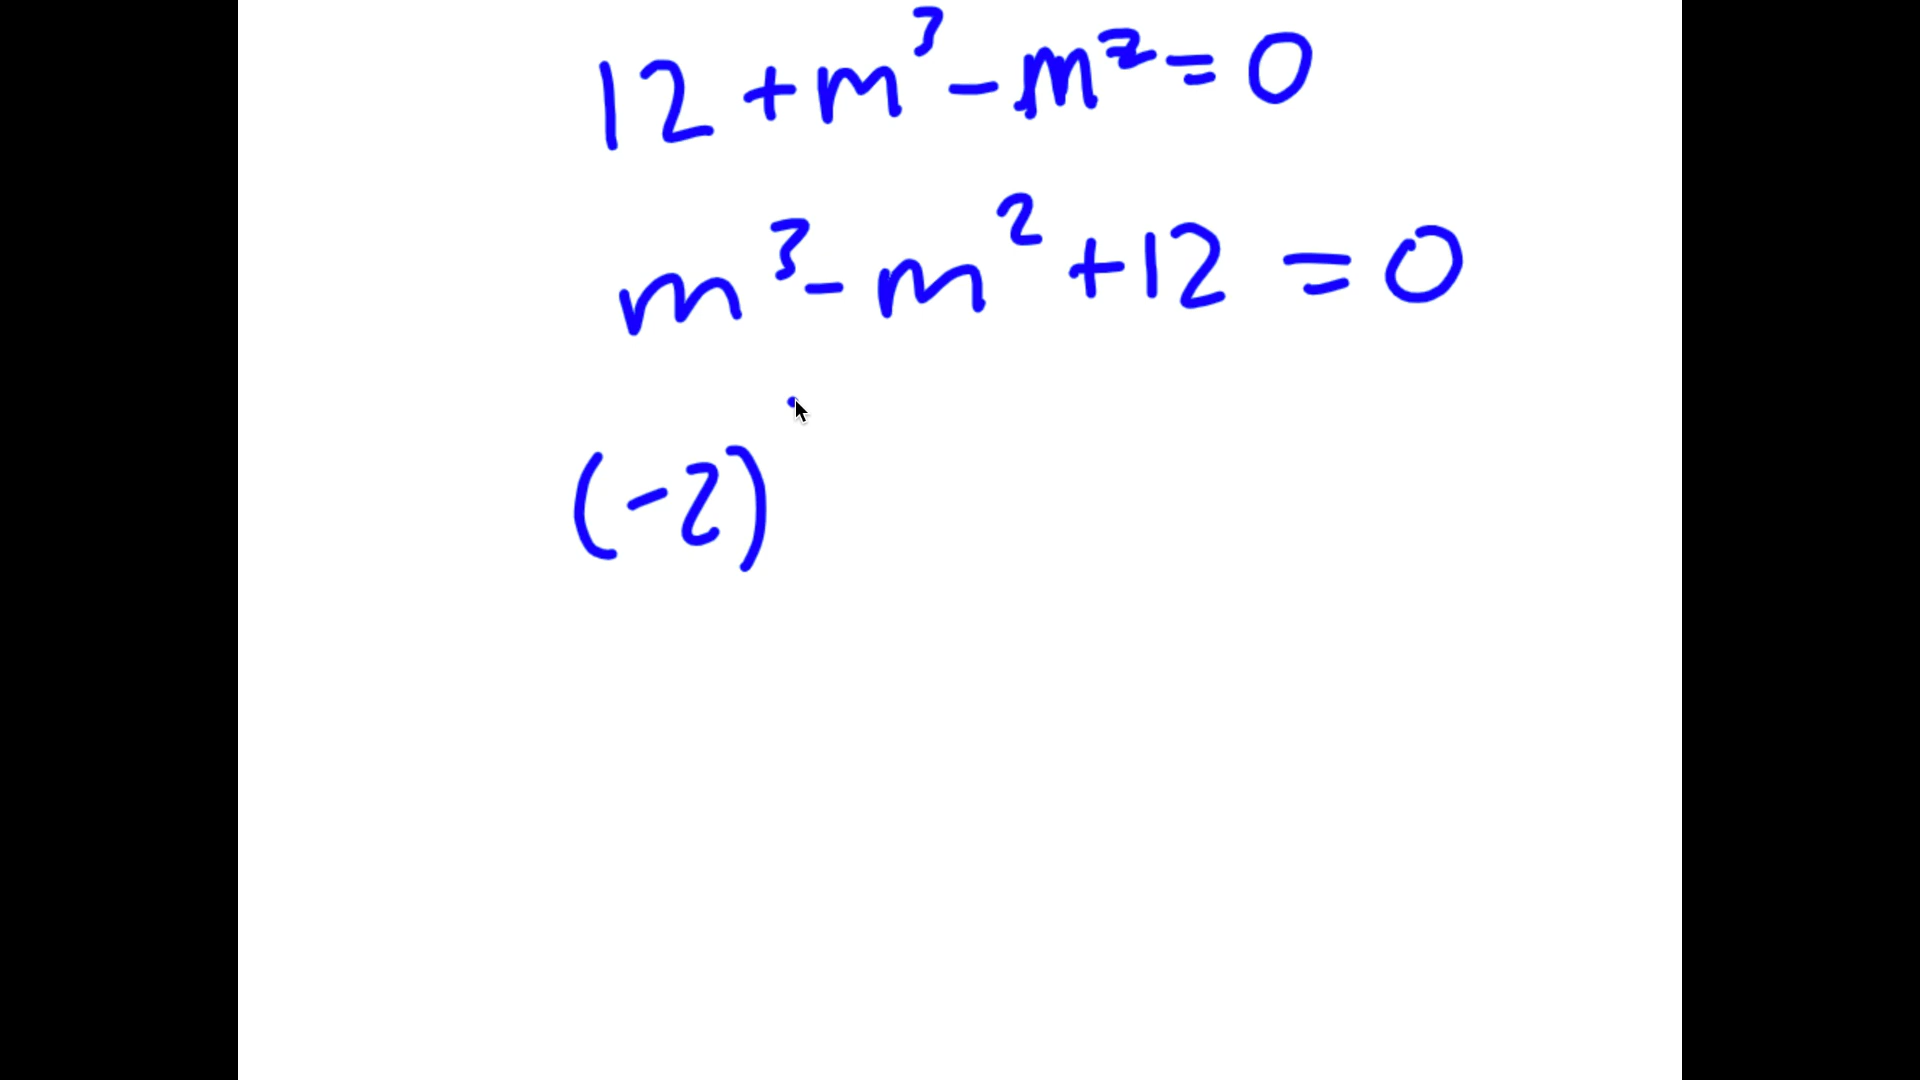 12 + m³ - m² = 0
m³ - m² + 12 = 0
(-2)